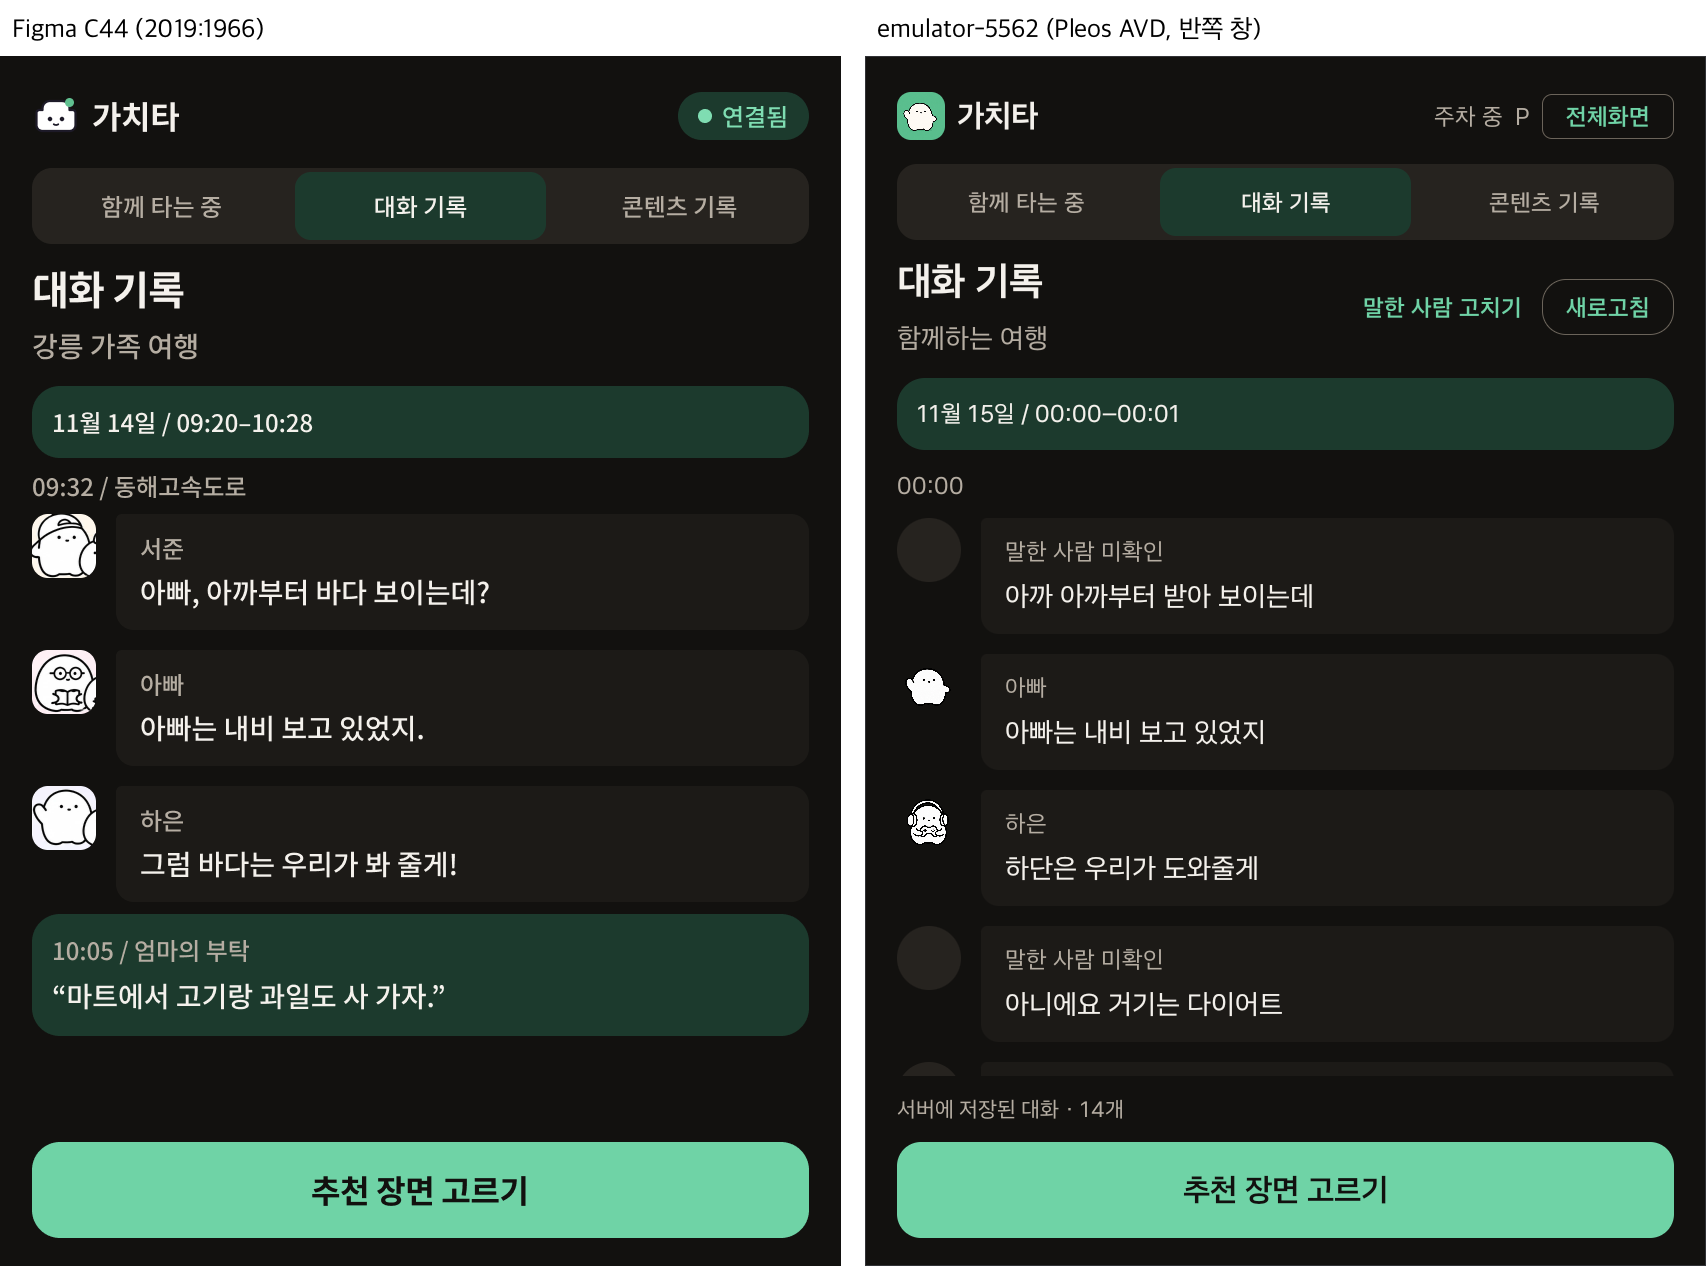 Figma C44 (2019:1966)
가치타
연결됨
함께 타는 중
대화 기록
콘텐츠 기록
대화 기록
강릉 가족 여행
11월 14일 / 09:20–10:28
09:32 / 동해고속도로
서준
아빠, 아까부터 바다 보이는데?
아빠
아빠는 내비 보고 있었지.
하은
그럼 바다는 우리가 봐 줄게!
10:05 / 엄마의 부탁
“마트에서 고기랑 과일도 사 가자.”
추천 장면 고르기
emulator-5562 (Pleos AVD, 반쪽 창)
가치타
주차 중 P
전체화면
함께 타는 중
대화 기록
콘텐츠 기록
대화 기록
함께하는 여행
말한 사람 고치기
새로고침
11월 15일 / 00:00–00:01
00:00
말한 사람 미확인
아까 아까부터 받아 보이는데
아빠
아빠는 내비 보고 있었지
하은
하단은 우리가 도와줄게
말한 사람 미확인
아니에요 거기는 다이어트
서버에 저장된 대화 · 14개
추천 장면 고르기